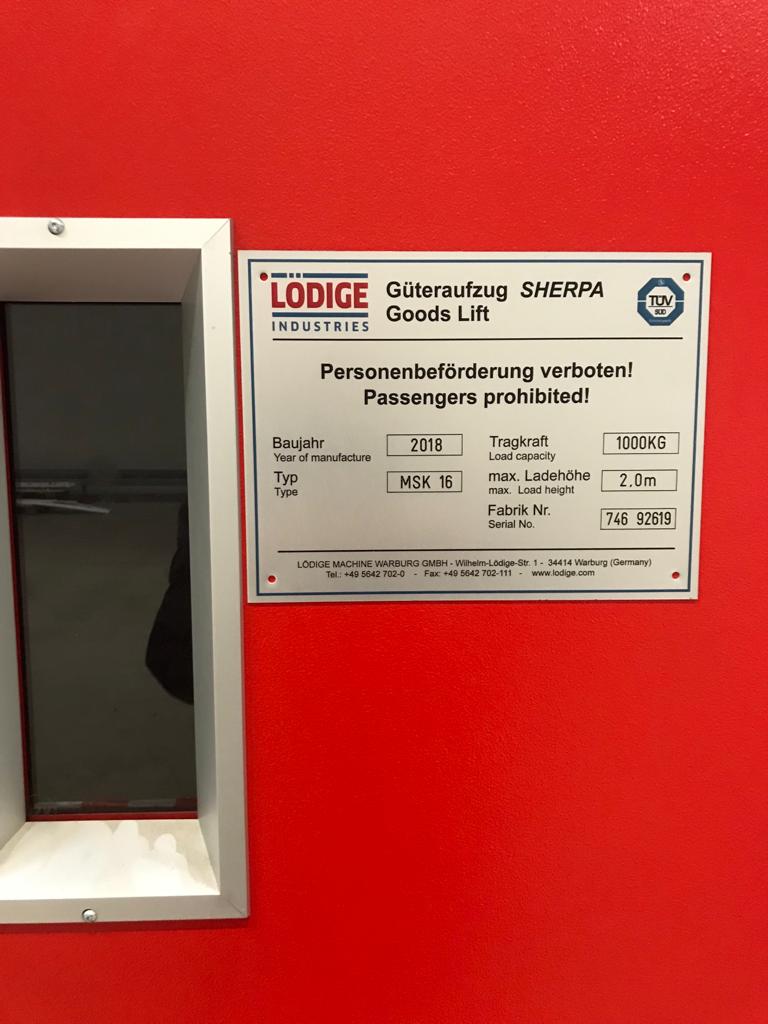 LÖDIGE
INDUSTRIES
Güteraufzug SHERPA
Goods Lift
TÜV
SÜD
Personenbeförderung verboten!
Passengers prohibited!
Baujahr 2018
Year of manufacture
Tragkraft 1000KG
Load capacity
Typ MSK 16
Type
max. Ladehöhe 2.0m
max. Load height
Fabrik Nr. 746 92619
Serial No.
LÖDIGE MACHINE WARBURG GMBH - Wilhelm-Lödige-Str. 1 - 34414 Warburg (Germany)
Tel.: +49 5642 702-0 - Fax: +49 5642 702-111 - www.lodige.com